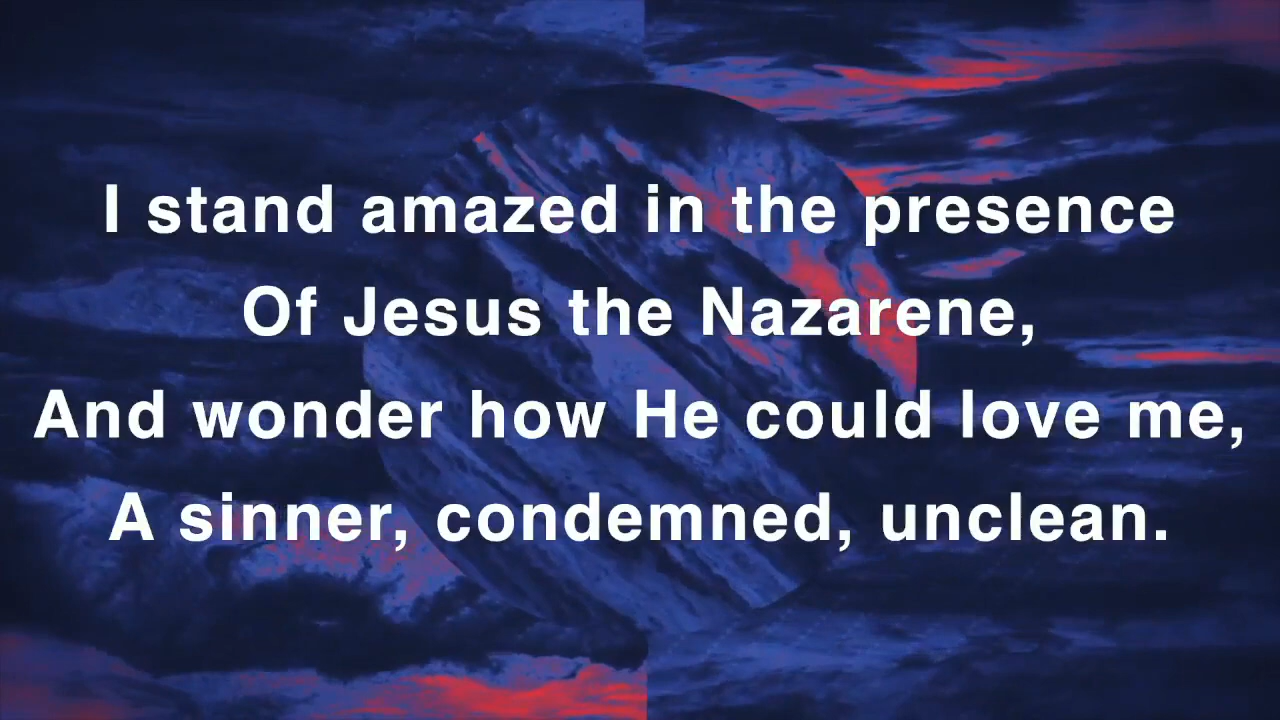 I stand amazed in the presence
Of Jesus the Nazarene,
And wonder how He could love me,
A sinner, condemned, unclean.